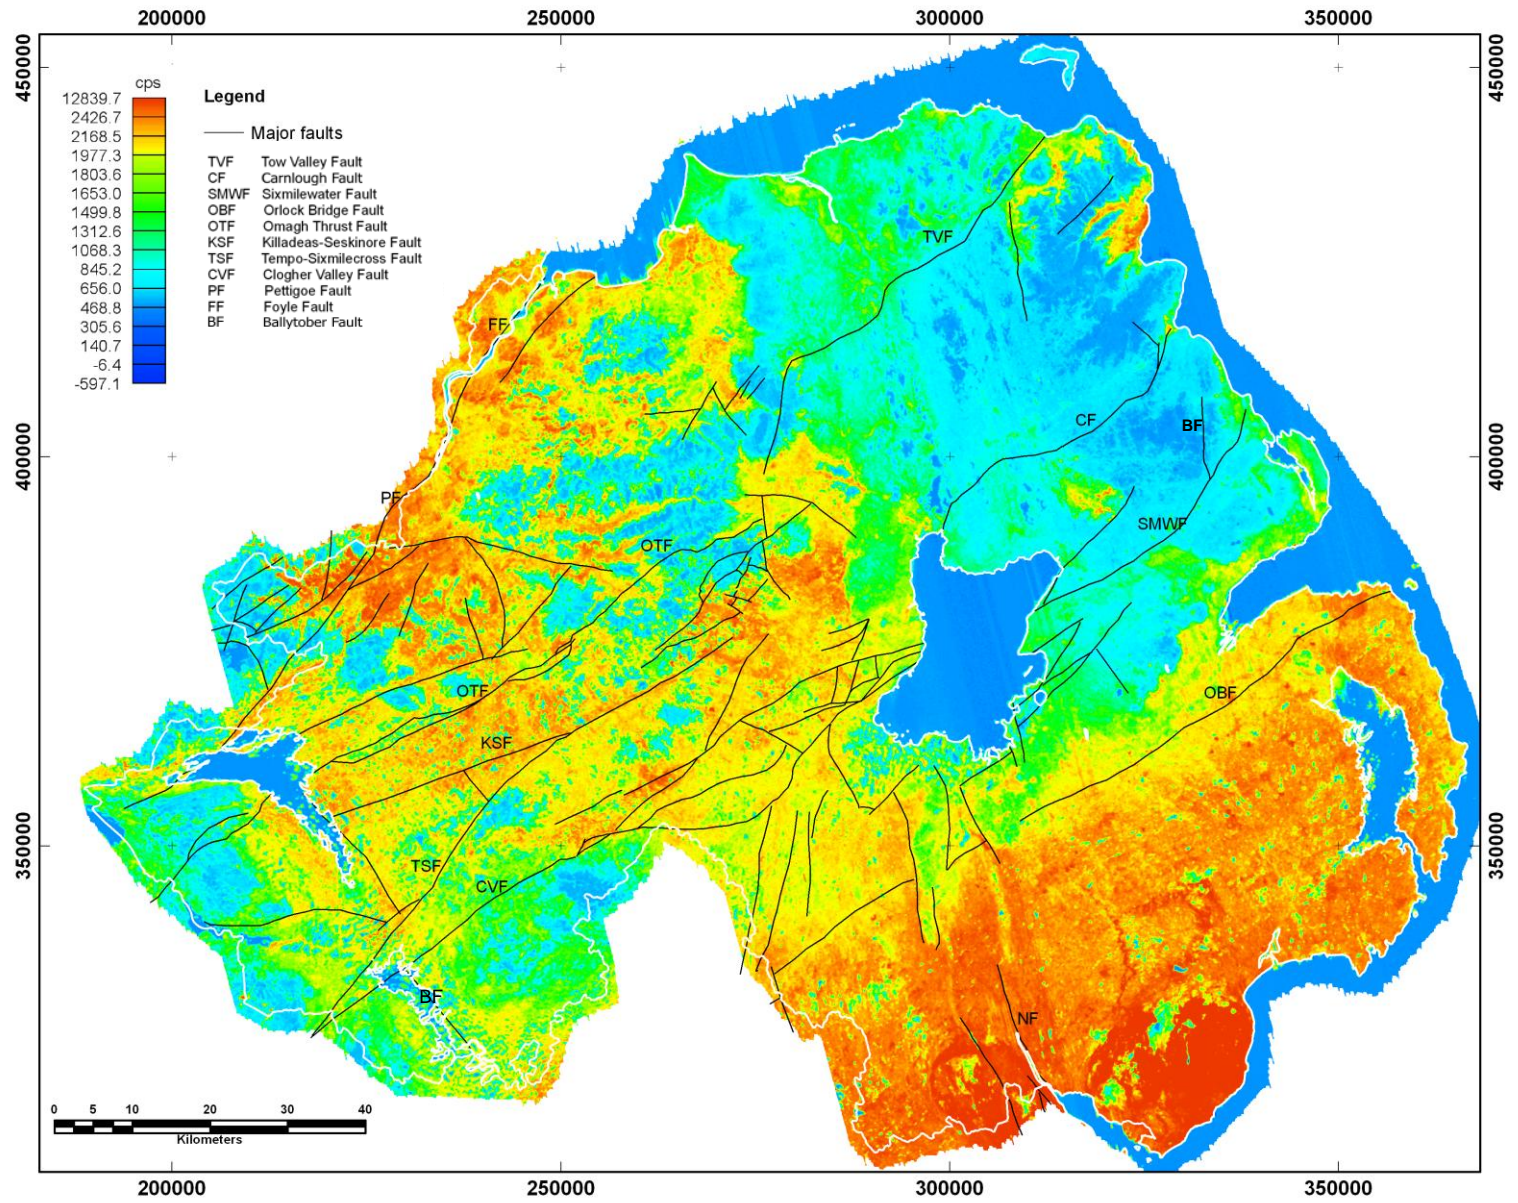 200000 250000 300000 350000
450000 450000
cps
12839.7
2426.7
2168.5
1977.3
1803.6
1653.0
1499.8
1312.6
1068.3
845.2
656.0
468.8
305.6
140.7
-6.4
-597.1
Legend
Major faults
TVF Tow Valley Fault
CF Carnlough Fault
SMWF Sixmilewater Fault
OBF Orlock Bridge Fault
OTF Omagh Thrust Fault
KSF Killadeas-Seskinore Fault
TSF Tempo-Sixmilecross Fault
CVF Clogher Valley Fault
PF Pettigoe Fault
FF Foyle Fault
BF Ballytober Fault
TVF
FF
CF
BF
400000 400000
PF
SMWF
OTF
OTF
OBF
KSF
350000 350000
TSF
CVF
BF
NF
0 5 10 20 30 40
Kilometers
200000 250000 300000 350000